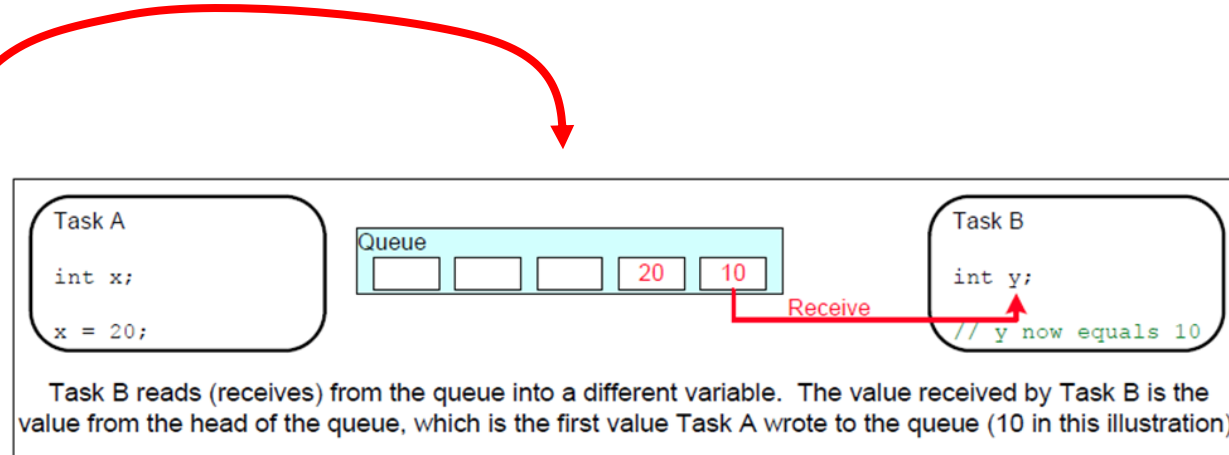 Task A
int x;
x = 20;
Queue
20 10
Receive
Task B
int y;
// y now equals 10
Task B reads (receives) from the queue into a different variable. The value received by Task B is the
value from the head of the queue, which is the first value Task A wrote to the queue (10 in this illustration)